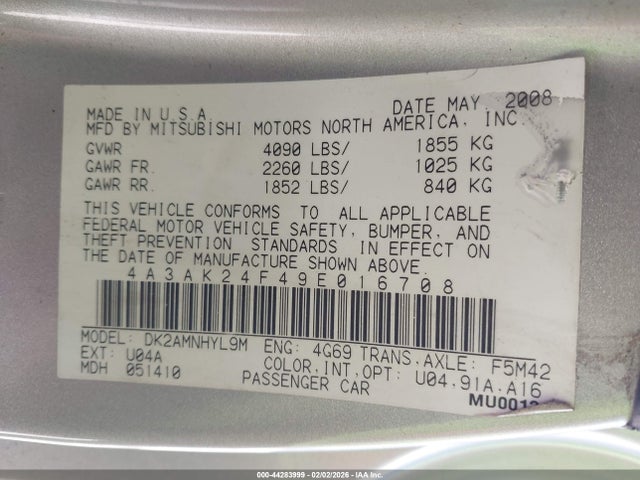 MADE IN U.S.A. DATE MAY. 2008
MFD BY MITSUBISHI MOTORS NORTH AMERICA, INC.
GVWR 4090 LBS/ 1855 KG
GAWR FR. 2260 LBS/ 1025 KG
GAWR RR. 1852 LBS/ 840 KG
THIS VEHICLE CONFORMS TO ALL APPLICABLE
FEDERAL MOTOR VEHICLE SAFETY, BUMPER, AND
THEFT PREVENTION STANDARDS IN EFFECT ON
THE DATE OF MANUFACTURE SHOWN ABOVE.
4A3AK24F49E016708
MODEL: DK2AMNHYL9M ENG: 4G69 TRANS.AXLE: F5M42
EXT: U04A COLOR,INT,OPT: U04.91A.A16
MDH 051410 PASSENGER CAR
000-44283999 - 02/02/2026 - IAA Inc.